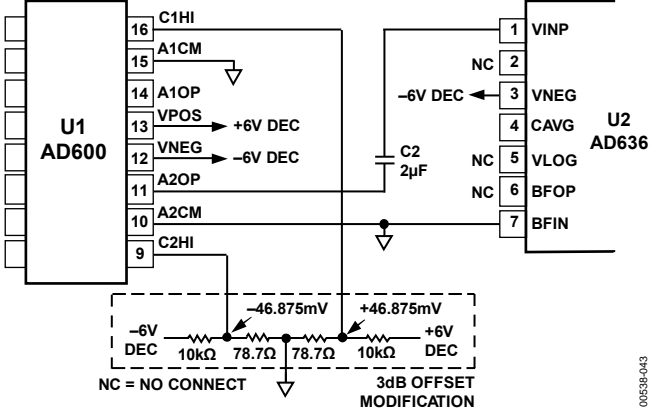 U1
AD600
16 C1HI
15 A1CM
14 A1OP
13 VPOS
+6V DEC
12 VNEG
–6V DEC
11 A2OP
10 A2CM
9 C2HI
C2
2µF
U2
AD636
1 VINP
NC 2
–6V DEC 3 VNEG
4 CAVG
NC 5 VLOG
NC 6 BFOP
7 BFIN
–46.875mV
+46.875mV
–6V
DEC
10kΩ 78.7Ω 78.7Ω 10kΩ
+6V
DEC
NC = NO CONNECT
3dB OFFSET
MODIFICATION
00538-043